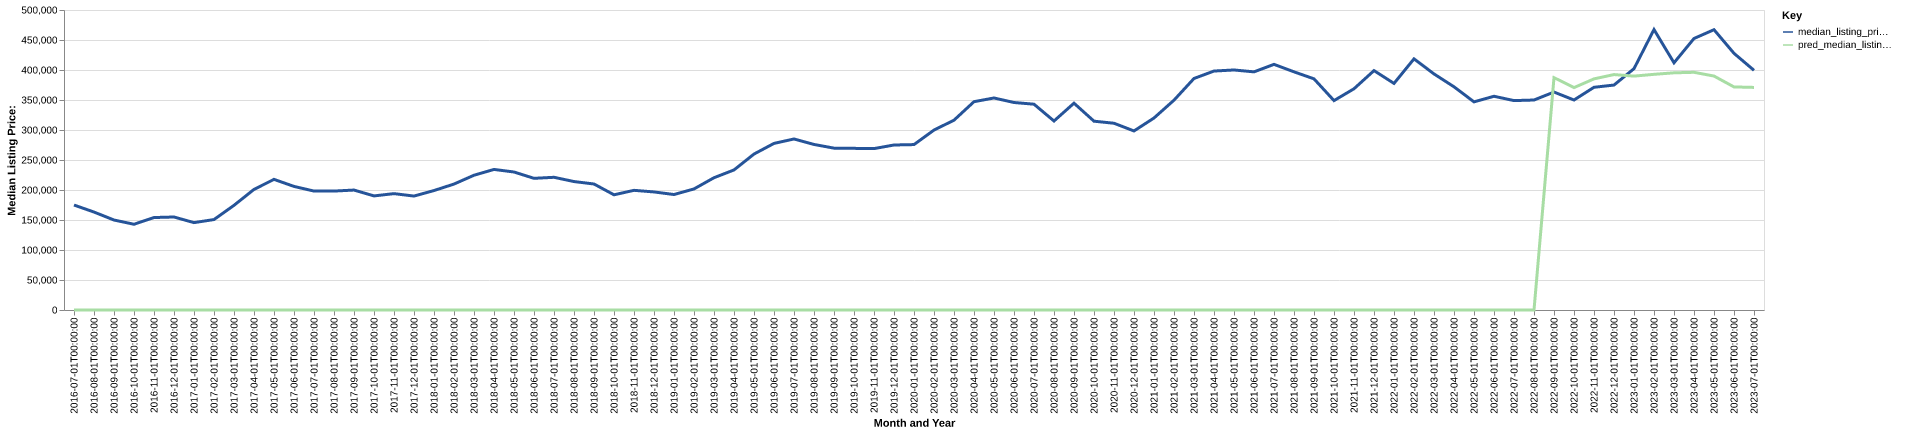 500,000
450,000
400,000
350,000
300,000
250,000
200,000
150,000
100,000
50,000
0
Median Listing Price:
2016-07-01T00:00:00
2016-08-01T00:00:00
2016-09-01T00:00:00
2016-10-01T00:00:00
2016-11-01T00:00:00
2016-12-01T00:00:00
2017-01-01T00:00:00
2017-02-01T00:00:00
2017-03-01T00:00:00
2017-04-01T00:00:00
2017-05-01T00:00:00
2017-06-01T00:00:00
2017-07-01T00:00:00
2017-08-01T00:00:00
2017-09-01T00:00:00
2017-10-01T00:00:00
2017-11-01T00:00:00
2017-12-01T00:00:00
2018-01-01T00:00:00
2018-02-01T00:00:00
2018-03-01T00:00:00
2018-04-01T00:00:00
2018-05-01T00:00:00
2018-06-01T00:00:00
2018-07-01T00:00:00
2018-08-01T00:00:00
2018-09-01T00:00:00
2018-10-01T00:00:00
2018-11-01T00:00:00
2018-12-01T00:00:00
2019-01-01T00:00:00
2019-02-01T00:00:00
2019-03-01T00:00:00
2019-04-01T00:00:00
2019-05-01T00:00:00
2019-06-01T00:00:00
2019-07-01T00:00:00
2019-08-01T00:00:00
2019-09-01T00:00:00
2019-10-01T00:00:00
2019-11-01T00:00:00
2019-12-01T00:00:00
2020-01-01T00:00:00
2020-02-01T00:00:00
2020-03-01T00:00:00
2020-04-01T00:00:00
2020-05-01T00:00:00
2020-06-01T00:00:00
2020-07-01T00:00:00
2020-08-01T00:00:00
2020-09-01T00:00:00
2020-10-01T00:00:00
2020-11-01T00:00:00
2020-12-01T00:00:00
2021-01-01T00:00:00
2021-02-01T00:00:00
2021-03-01T00:00:00
2021-04-01T00:00:00
2021-05-01T00:00:00
2021-06-01T00:00:00
2021-07-01T00:00:00
2021-08-01T00:00:00
2021-09-01T00:00:00
2021-10-01T00:00:00
2021-11-01T00:00:00
2021-12-01T00:00:00
2022-01-01T00:00:00
2022-02-01T00:00:00
2022-03-01T00:00:00
2022-04-01T00:00:00
2022-05-01T00:00:00
2022-06-01T00:00:00
2022-07-01T00:00:00
2022-08-01T00:00:00
2022-09-01T00:00:00
2022-10-01T00:00:00
2022-11-01T00:00:00
2022-12-01T00:00:00
2023-01-01T00:00:00
2023-02-01T00:00:00
2023-03-01T00:00:00
2023-04-01T00:00:00
2023-05-01T00:00:00
2023-06-01T00:00:00
2023-07-01T00:00:00
Month and Year
Key
median_listing_pri…
pred_median_listin…